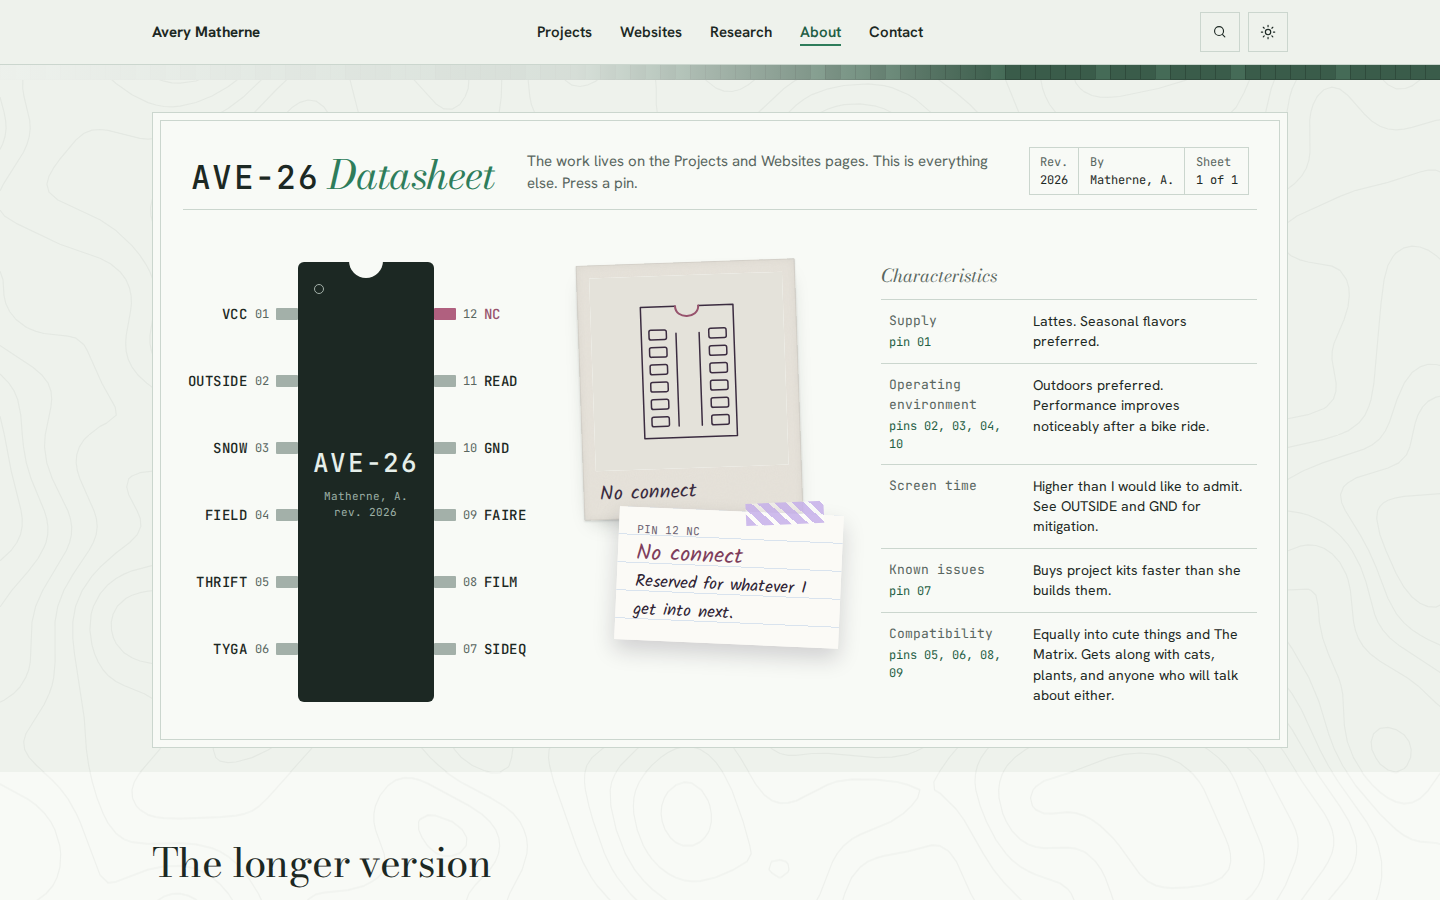 Avery Matherne
Projects Websites Research About Contact
AVE-26 Datasheet
The work lives on the Projects and Websites pages. This is everything
else. Press a pin.
Rev. By Sheet
2026 Matherne, A. 1 of 1
VCC 01
OUTSIDE 02
SNOW 03
FIELD 04
THRIFT 05
TYGA 06
AVE-26
Matherne, A.
rev. 2026
12 NC
11 READ
10 GND
09 FAIRE
08 FILM
07 SIDEQ
No connect
PIN 12 NC
No connect
Reserved for whatever I
get into next.
Characteristics
Supply
pin 01
Lattes. Seasonal flavors
preferred.
Operating
environment
pins 02, 03, 04,
10
Outdoors preferred.
Performance improves
noticeably after a bike ride.
Screen time
Higher than I would like to admit.
See OUTSIDE and GND for
mitigation.
Known issues
pin 07
Buys project kits faster than she
builds them.
Compatibility
pins 05, 06, 08,
09
Equally into cute things and The
Matrix. Gets along with cats,
plants, and anyone who will talk
about either.
The longer version